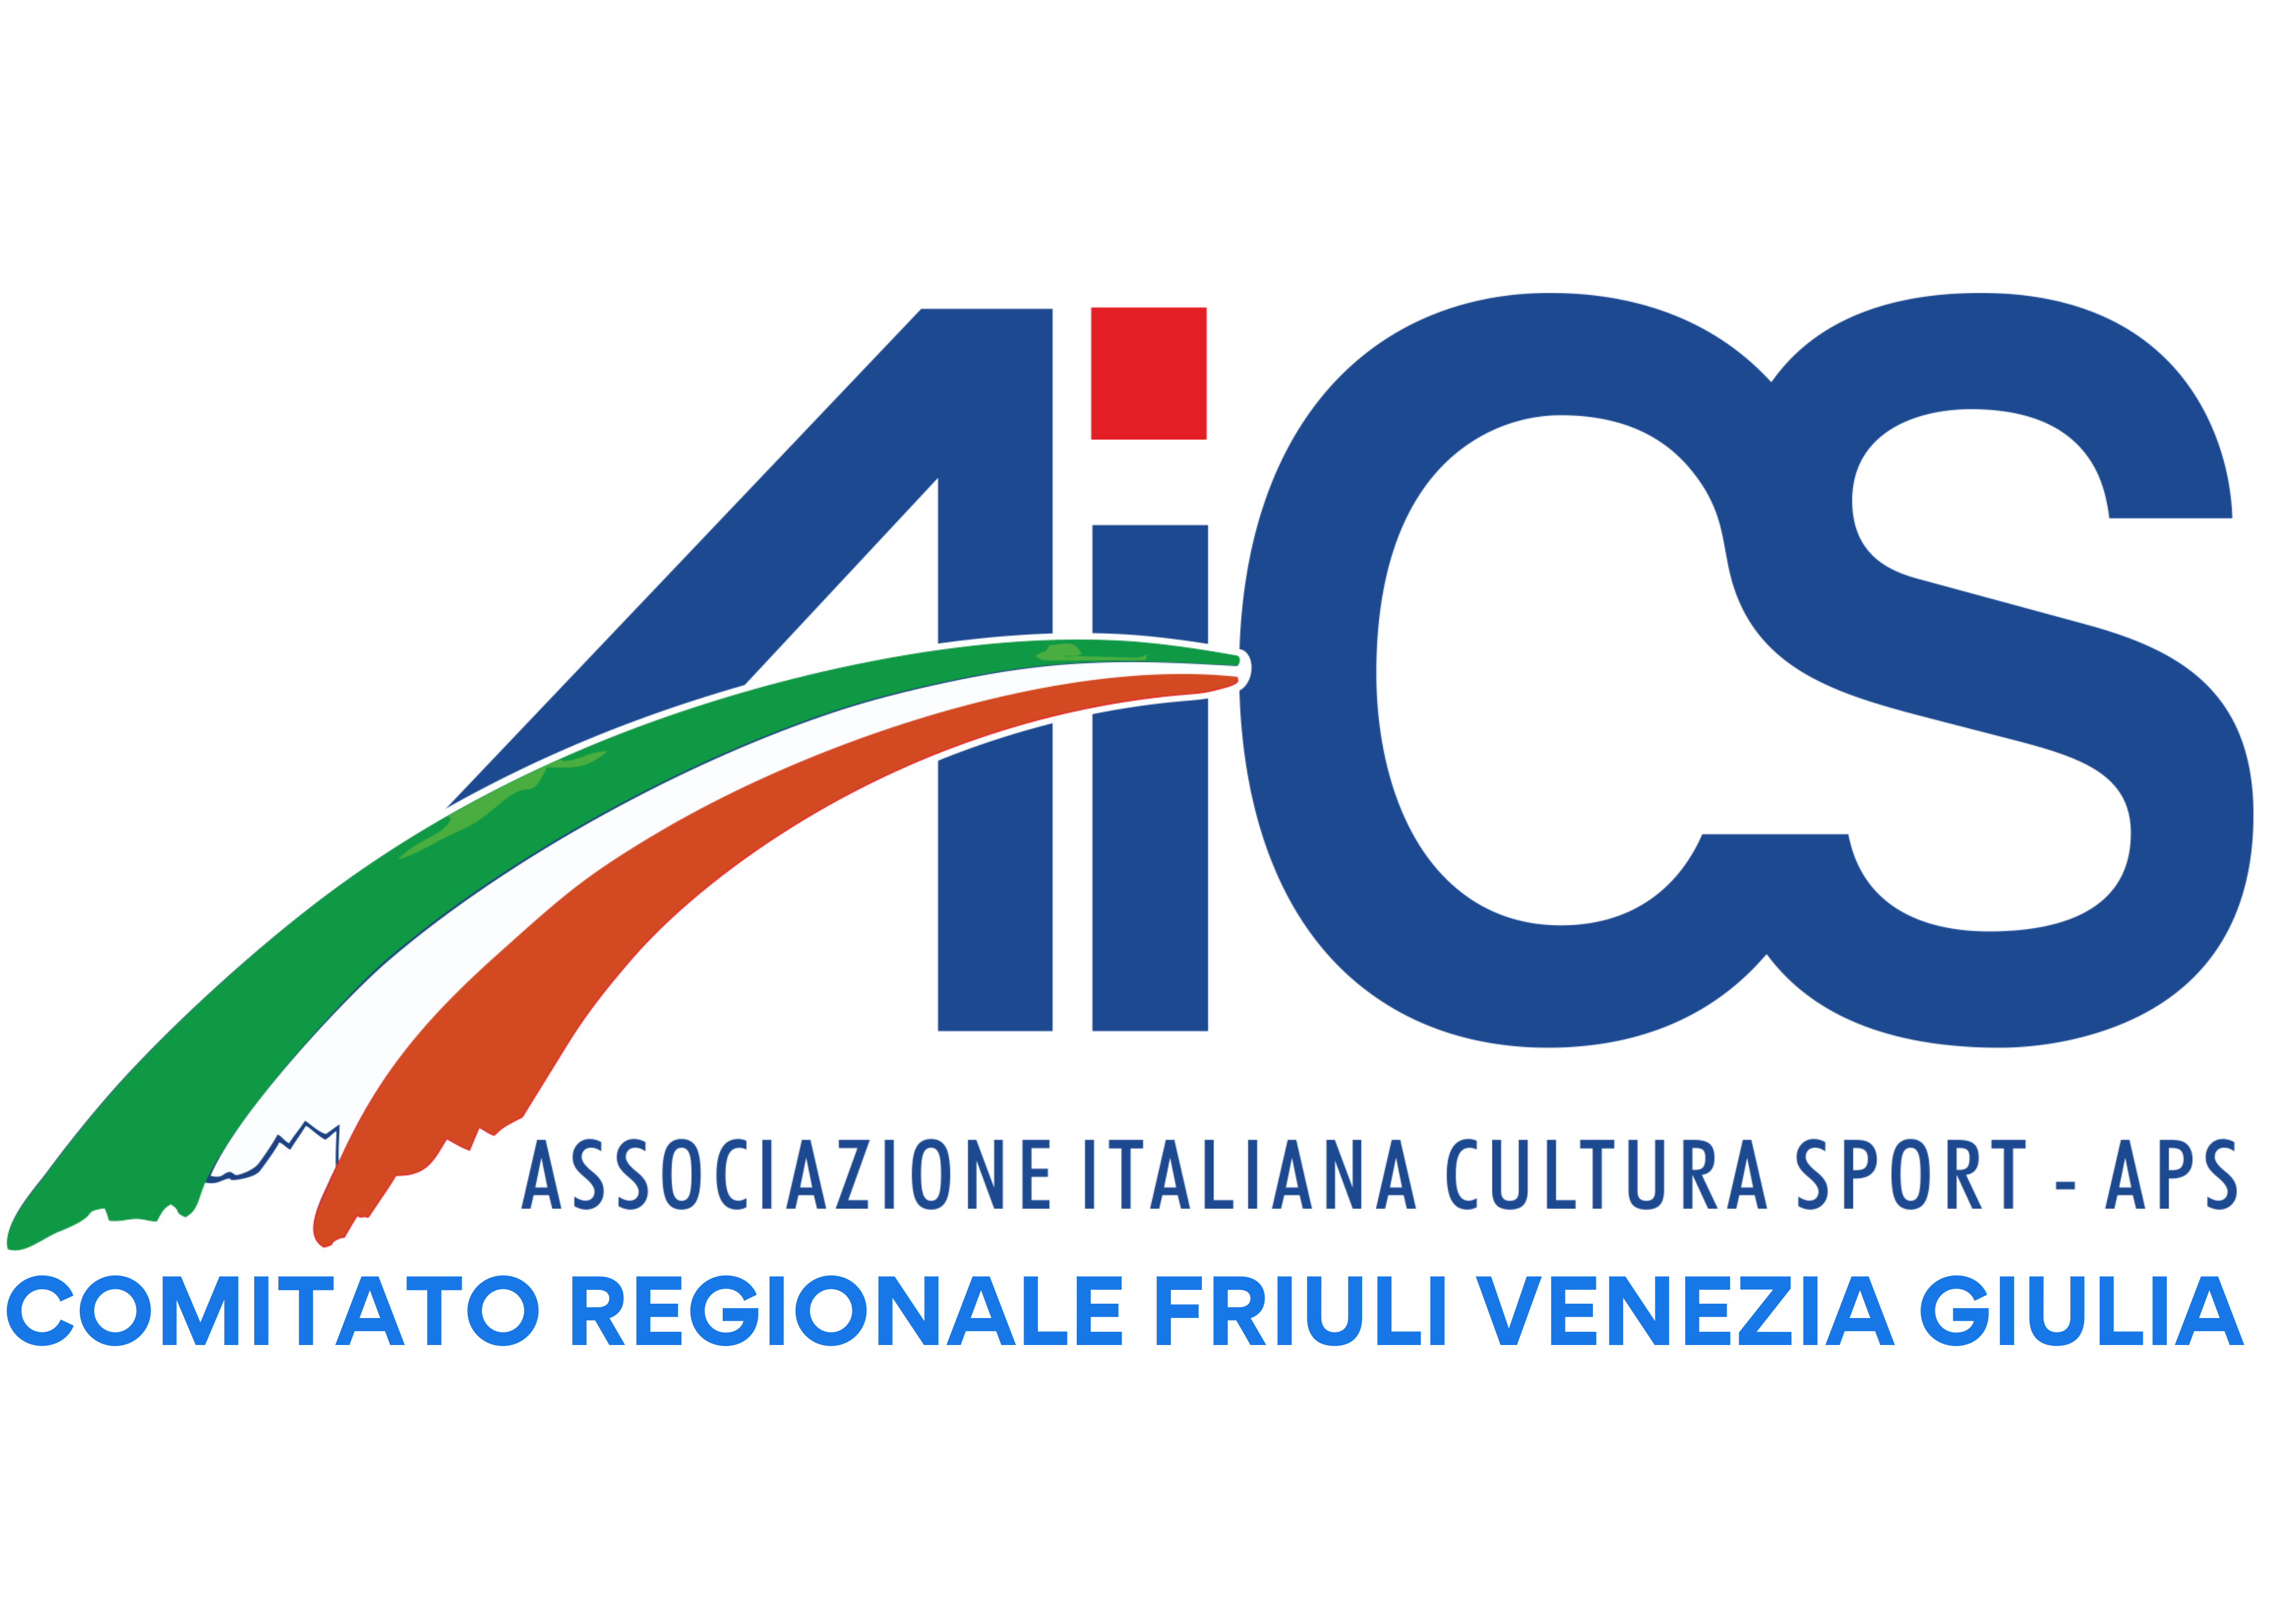 AiCS
ASSOCIAZIONE ITALIANA CULTURA SPORT - APS
COMITATO REGIONALE FRIULI VENEZIA GIULIA